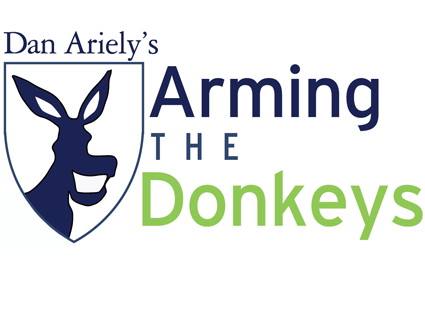 Dan Ariely's
Arming
THE
Donkeys